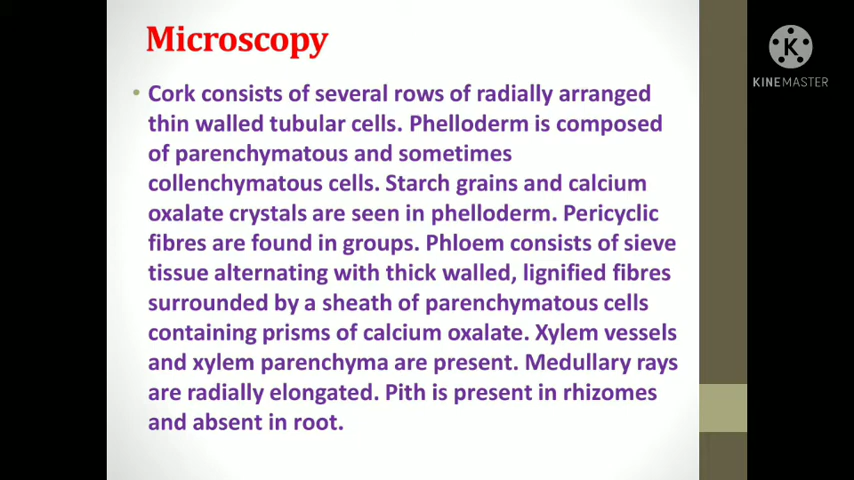 Microscopy
• Cork consists of several rows of radially arranged
thin walled tubular cells. Phelloderm is composed
of parenchymatous and sometimes
collenchymatous cells. Starch grains and calcium
oxalate crystals are seen in phelloderm. Pericyclic
fibres are found in groups. Phloem consists of sieve
tissue alternating with thick walled, lignified fibres
surrounded by a sheath of parenchymatous cells
containing prisms of calcium oxalate. Xylem vessels
and xylem parenchyma are present. Medullary rays
are radially elongated. Pith is present in rhizomes
and absent in root.
K
KINEMASTER